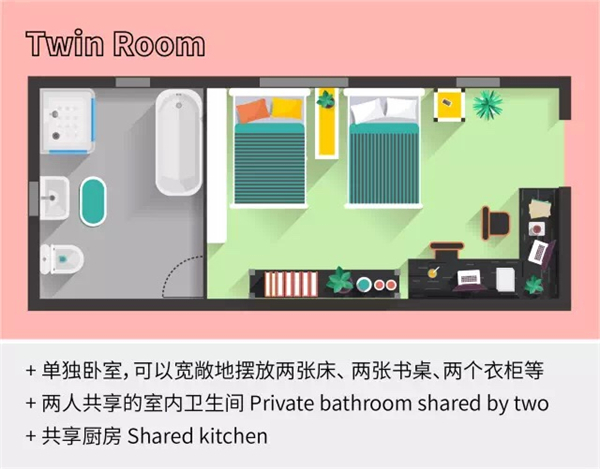 Twin Room
+ 单独卧室，可以宽敞地摆放两张床、两张书桌、两个衣柜等
+ 两人共享的室内卫生间 Private bathroom shared by two
+ 共享厨房 Shared kitchen